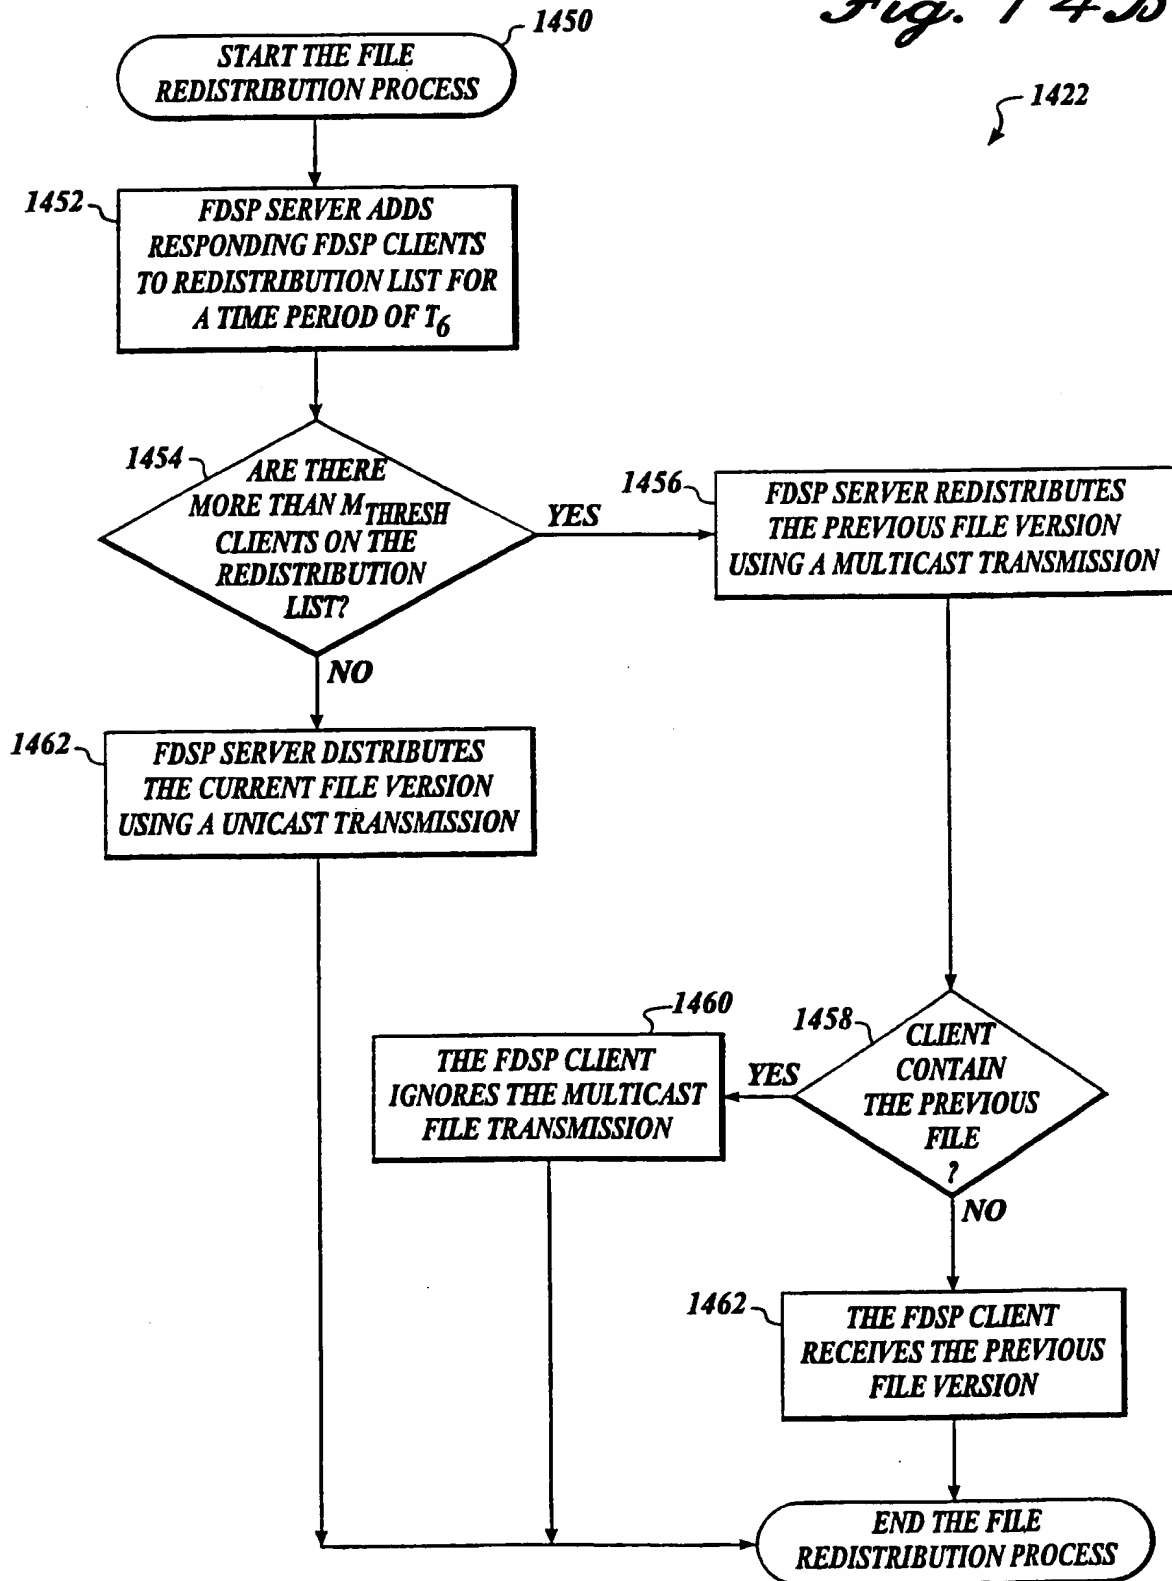 Fig. 14B
1450
START THE FILE
REDISTRIBUTION PROCESS
1422
1452
FDSP SERVER ADDS
RESPONDING FDSP CLIENTS
TO REDISTRIBUTION LIST FOR
A TIME PERIOD OF T6
1454
ARE THERE
MORE THAN MTHRESH
CLIENTS ON THE
REDISTRIBUTION
LIST?
YES
NO
1456
FDSP SERVER REDISTRIBUTES
THE PREVIOUS FILE VERSION
USING A MULTICAST TRANSMISSION
1462
FDSP SERVER DISTRIBUTES
THE CURRENT FILE VERSION
USING A UNICAST TRANSMISSION
1458
CLIENT
CONTAIN
THE PREVIOUS
FILE
?
YES
NO
1460
THE FDSP CLIENT
IGNORES THE MULTICAST
FILE TRANSMISSION
1462
THE FDSP CLIENT
RECEIVES THE PREVIOUS
FILE VERSION
END THE FILE
REDISTRIBUTION PROCESS